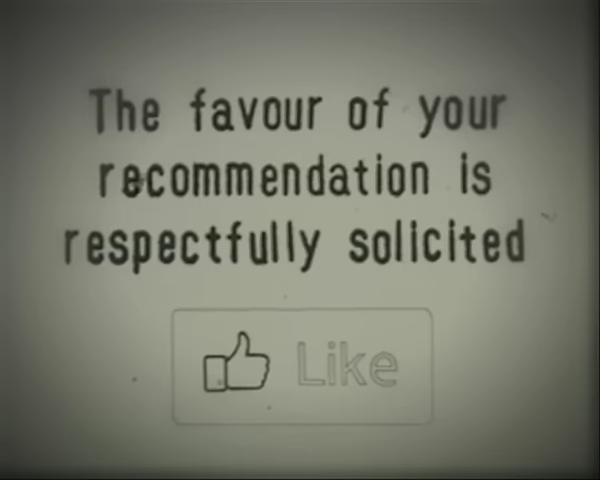 The favour of your
recommendation is
respectfully solicited
Like